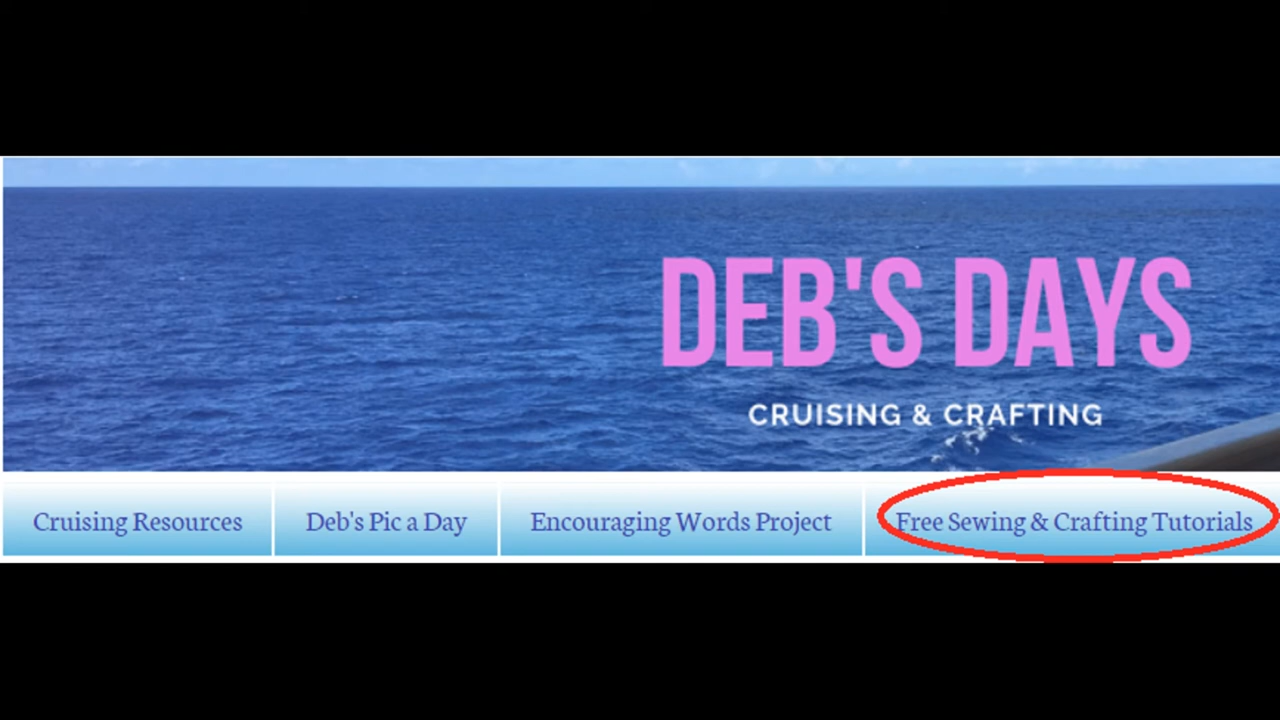 DEB'S DAYS
CRUISING & CRAFTING
Cruising Resources
Deb's Pic a Day
Encouraging Words Project
Free Sewing & Crafting Tutorials